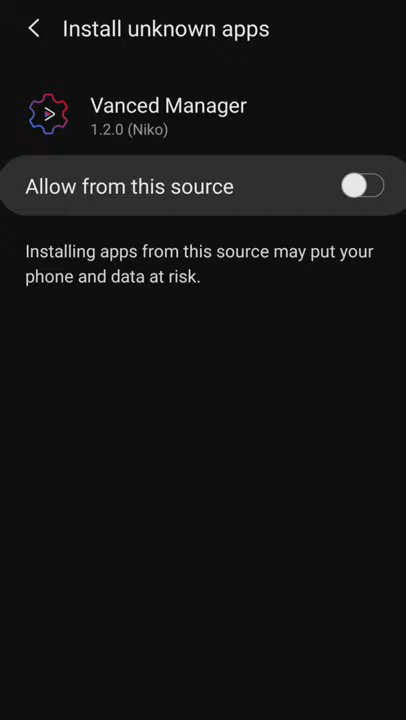 Install unknown apps
Vanced Manager
1.2.0 (Niko)
Allow from this source
Installing apps from this source may put your
phone and data at risk.